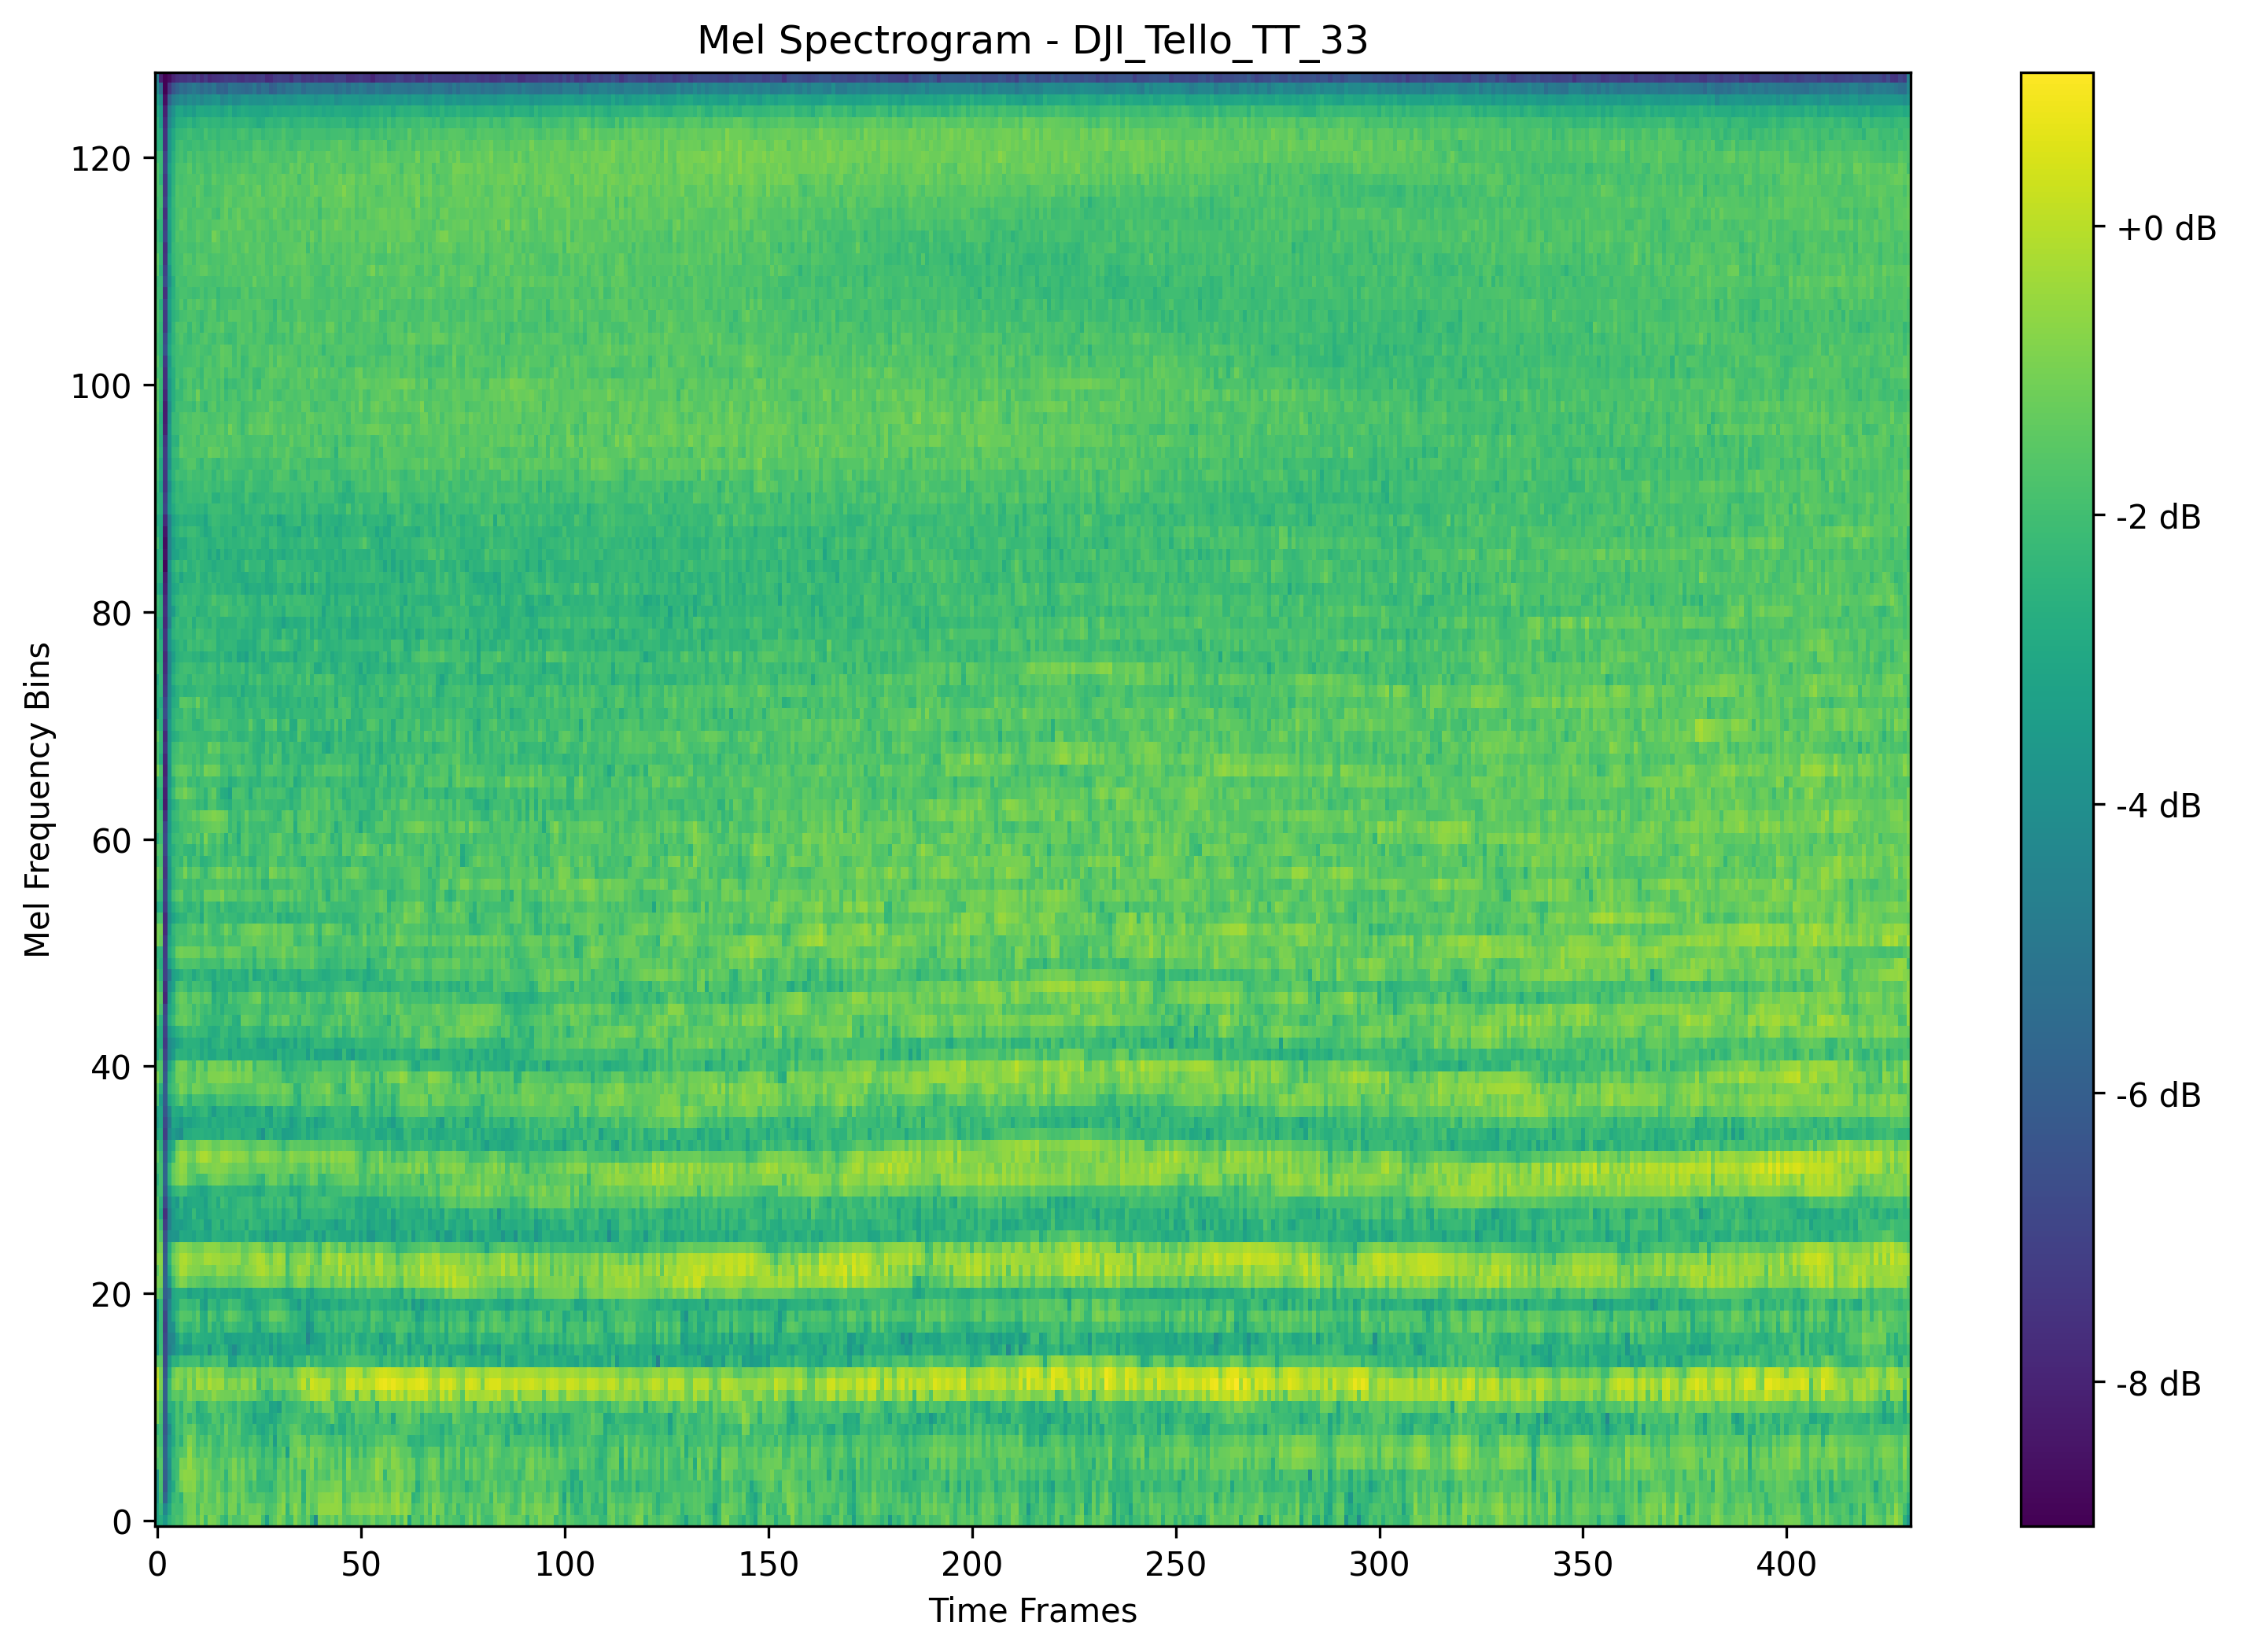 Mel Spectrogram - DJI_Tello_TT_33
120
100
80
60
40
20
0
Mel Frequency Bins
0 50 100 150 200 250 300 350 400
Time Frames
+0 dB
-2 dB
-4 dB
-6 dB
-8 dB